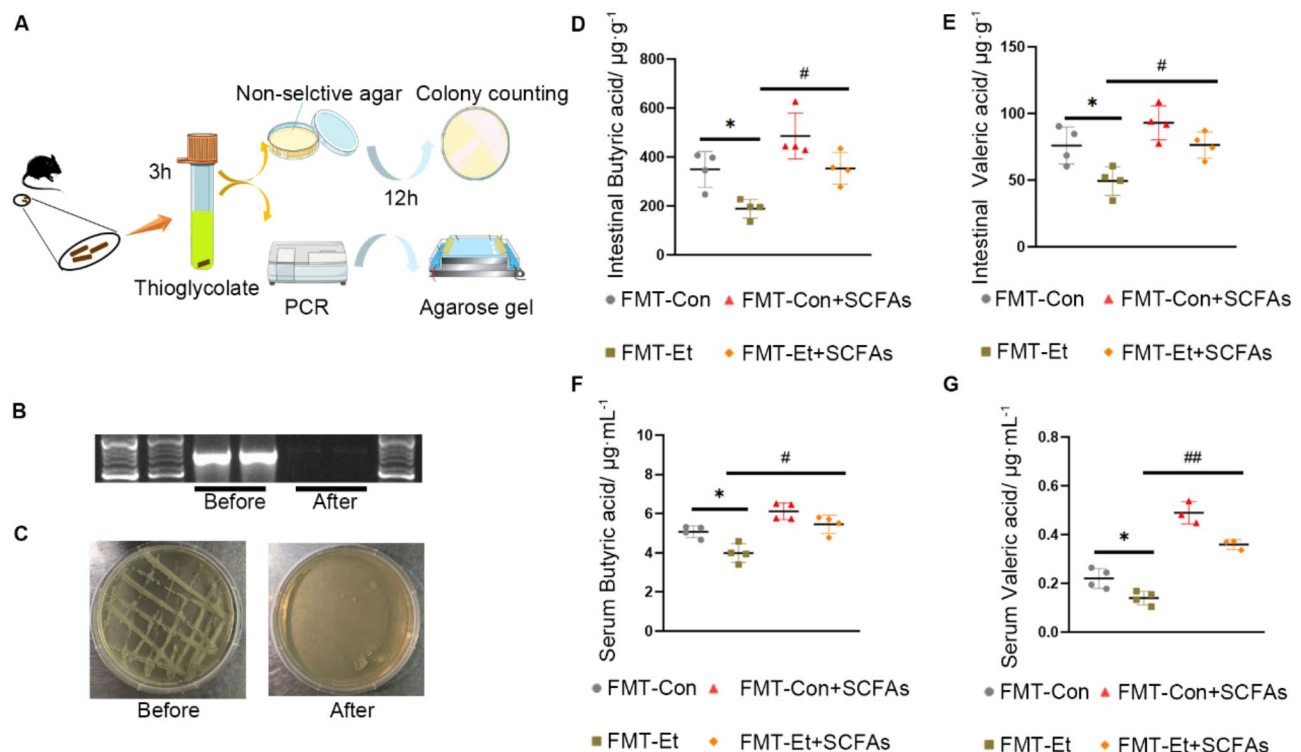 A
Non-selctive agar
Colony counting
3h
12h
Thioglycolate
PCR
Agarose gel
B
Before
After
C
Before
After
D
Intestinal Butyric acid/ μg·g⁻¹
800
600
400
200
0
*
#
FMT-Con
FMT-Con+SCFAs
FMT-Et
FMT-Et+SCFAs
E
Intestinal Valeric acid/ μg·g⁻¹
150
100
50
0
*
#
FMT-Con
FMT-Con+SCFAs
FMT-Et
FMT-Et+SCFAs
F
Serum Butyric acid/ μg·mL⁻¹
10
8
6
4
2
0
*
#
FMT-Con
FMT-Con+SCFAs
FMT-Et
FMT-Et+SCFAs
G
Serum Valeric acid/ μg·mL⁻¹
0.8
0.6
0.4
0.2
0.0
*
##
FMT-Con
FMT-Con+SCFAs
FMT-Et
FMT-Et+SCFAs